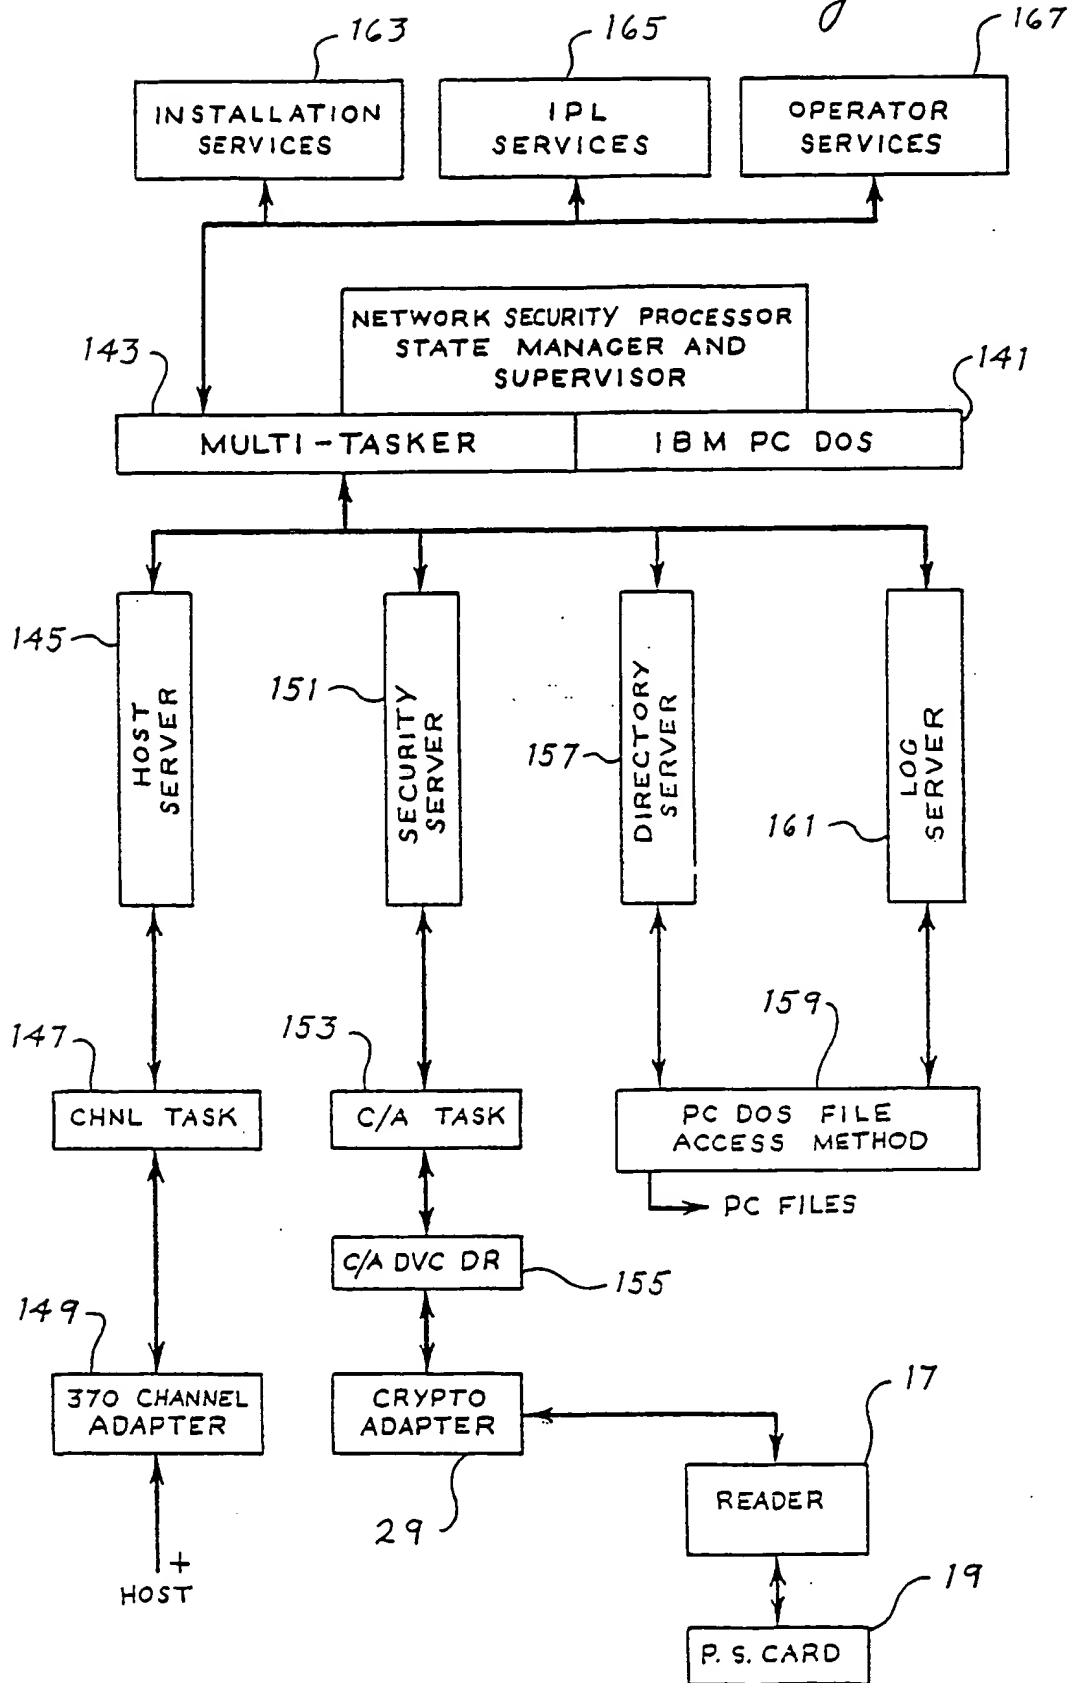 163
165
167
INSTALLATION
SERVICES
IPL
SERVICES
OPERATOR
SERVICES
NETWORK SECURITY PROCESSOR
STATE MANAGER AND
SUPERVISOR
143
141
MULTI-TASKER
IBM PC DOS
145
HOST
SERVER
151
SECURITY
SERVER
157
DIRECTORY
SERVER
161
LOG
SERVER
147
153
159
CHNL TASK
C/A TASK
PC DOS FILE
ACCESS METHOD
PC FILES
C/A DVC DR
155
149
370 CHANNEL
ADAPTER
CRYPTO
ADAPTER
17
READER
29
+
HOST
19
P. S. CARD